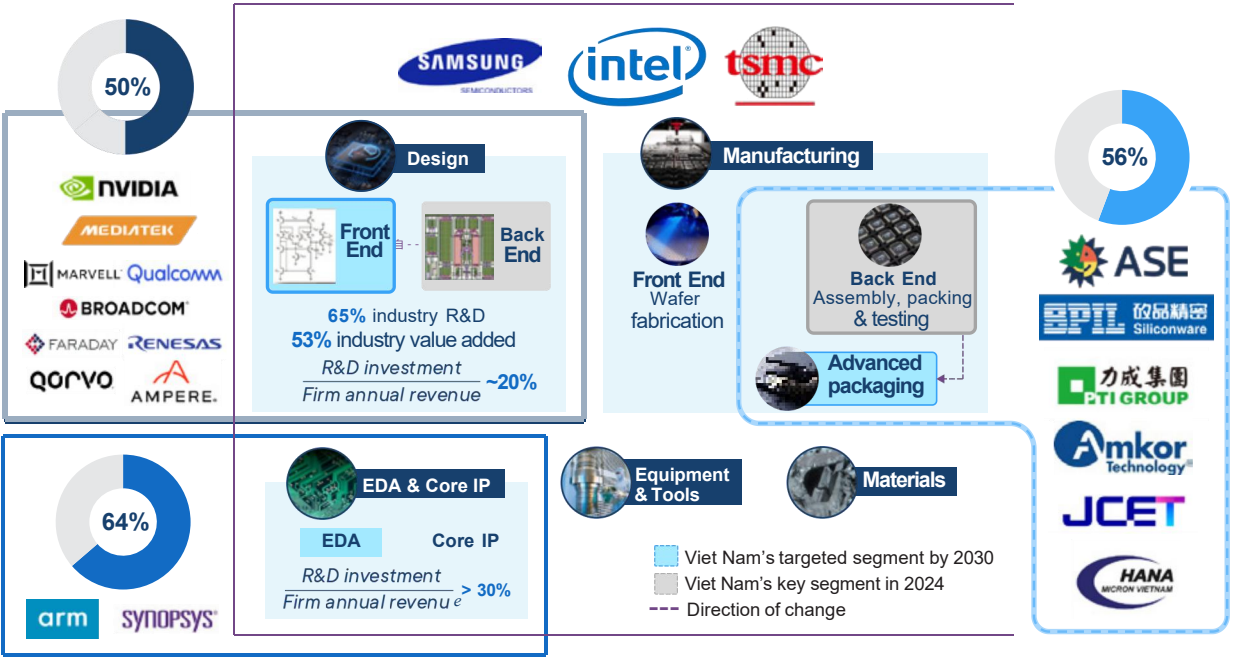 50%
SAMSUNG
SEMICONDUCTORS
intel
tsmc
56%
NVIDIA
MEDIATEK
MARVELL Qualcomm
BROADCOM
FARADAY RENESAS
QORVO
AMPERE
Design
Front
End
Back
End
65% industry R&D
53% industry value added
R&D investment
Firm annual revenue
~20%
Manufacturing
Front End
Wafer
fabrication
Back End
Assembly, packing
& testing
Advanced
packaging
ASE
SPIL 矽品精密
Siliconware
力成集團
PTI GROUP
Amkor
Technology®
JCET
HANA
MICRON VIETNAM
64%
arm SYNOPSYS®
EDA & Core IP
EDA Core IP
R&D investment
Firm annual revenue
> 30%
Equipment
& Tools
Materials
Viet Nam’s targeted segment by 2030
Viet Nam’s key segment in 2024
Direction of change